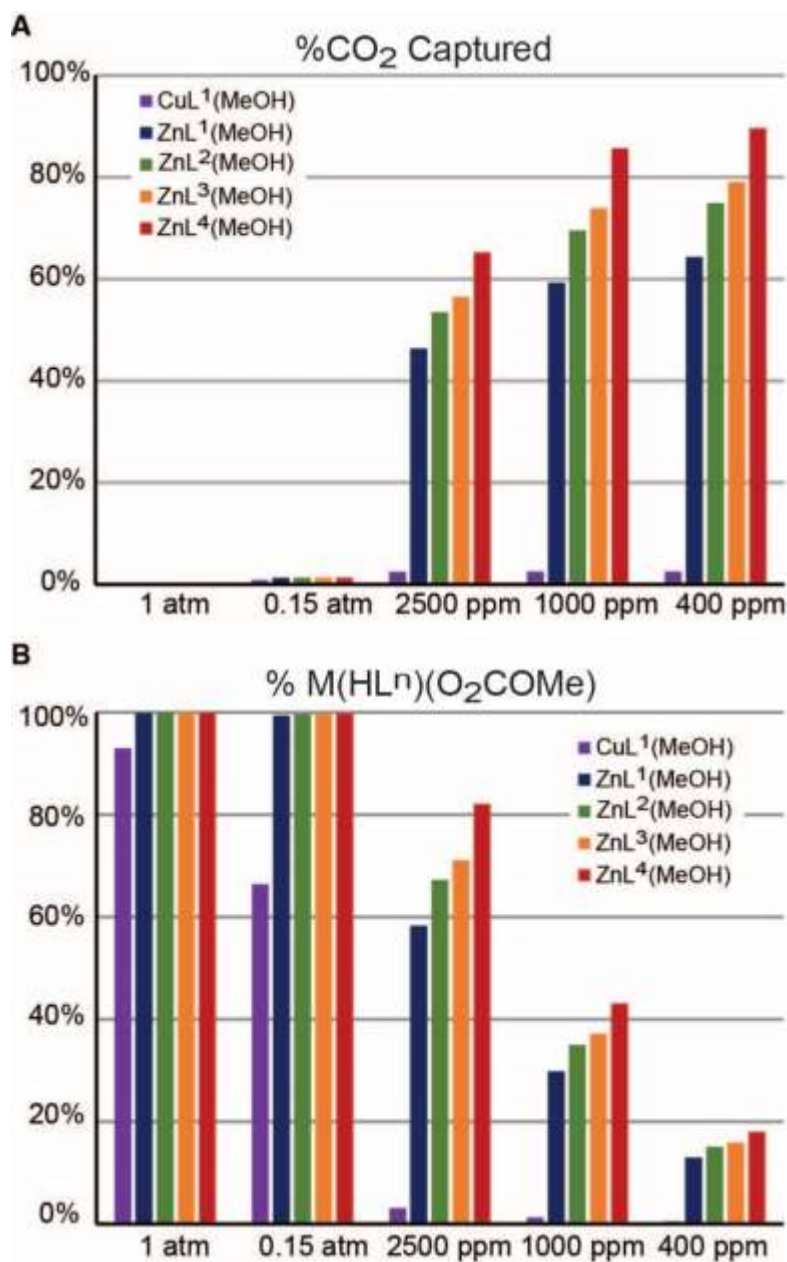 A
%CO₂ Captured
100%
80%
60%
40%
20%
0%
CuL¹(MeOH)
ZnL¹(MeOH)
ZnL²(MeOH)
ZnL³(MeOH)
ZnL⁴(MeOH)
1 atm 0.15 atm 2500 ppm 1000 ppm 400 ppm
B
% M(HLⁿ)(O₂COMe)
100%
80%
60%
40%
20%
0%
CuL¹(MeOH)
ZnL¹(MeOH)
ZnL²(MeOH)
ZnL³(MeOH)
ZnL⁴(MeOH)
1 atm 0.15 atm 2500 ppm 1000 ppm 400 ppm